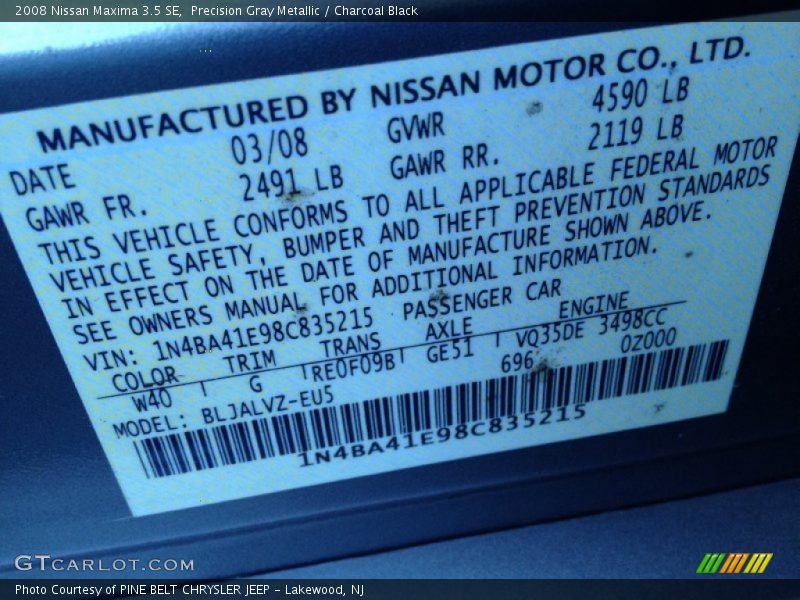 2008 Nissan Maxima 3.5 SE,  Precision Gray Metallic / Charcoal Black
MANUFACTURED BY NISSAN MOTOR CO., LTD.
DATE 03/08 GVWR 4590 LB
GAWR FR. 2491 LB GAWR RR. 2119 LB
THIS VEHICLE CONFORMS TO ALL APPLICABLE FEDERAL MOTOR
VEHICLE SAFETY, BUMPER AND THEFT PREVENTION STANDARDS
IN EFFECT ON THE DATE OF MANUFACTURE SHOWN ABOVE.
SEE OWNERS MANUAL FOR ADDITIONAL INFORMATION.
VIN: 1N4BA41E98C835215 PASSENGER CAR
COLOR TRIM TRANS AXLE ENGINE
W40 G RE0F09B GE51 VQ35DE 3498CC
MODEL: BLJALVZ-EU5 696 0Z000
1N4BA41E98C835215
GTCARLOT.COM
Photo Courtesy of PINE BELT CHRYSLER JEEP - Lakewood, NJ